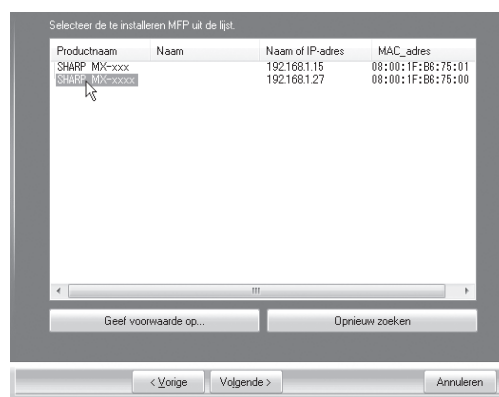 Selecteer de te installeren MFP uit de lijst.
Productnaam Naam Naam of IP-adres MAC_adres
SHARP MX-xxx 192.168.1.15 08:00:1F:B6:75:01
SHARP MX-xxxx 192.168.1.27 08:00:1F:B6:75:00
Geef voorwaarde op... Opnieuw zoeken
< Vorige Volgende > Annuleren